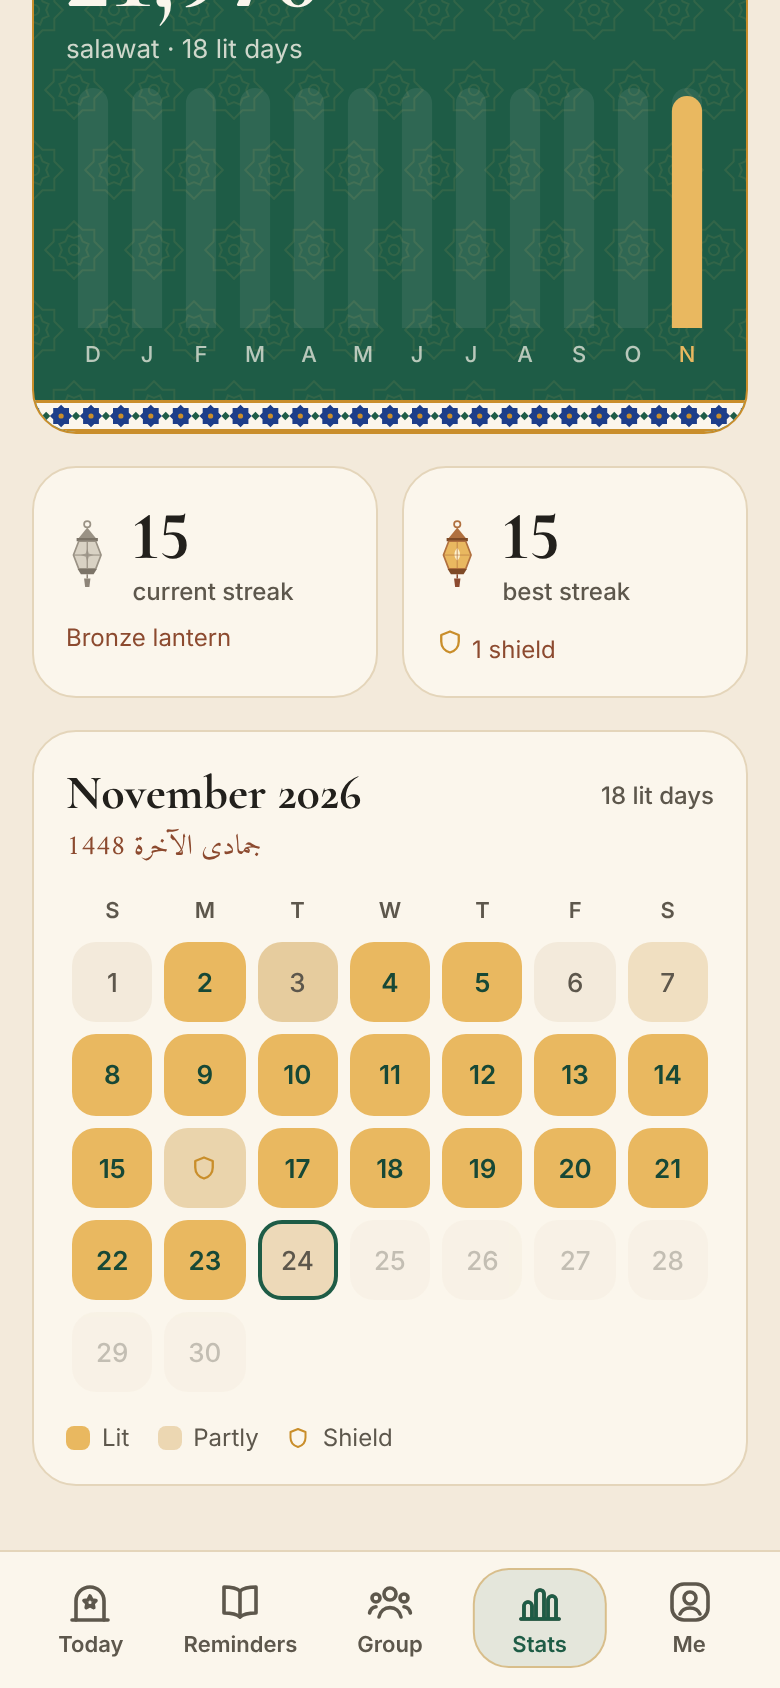 salawat · 18 lit days
D J F M A M J J A S O N
15
current streak
Bronze lantern
15
best streak
1 shield
November 2026
18 lit days
جمادى الآخرة 1448
S M T W T F S
1 2 3 4 5 6 7
8 9 10 11 12 13 14
15 17 18 19 20 21
22 23 24 25 26 27 28
29 30
Lit Partly Shield
Today Reminders Group Stats Me